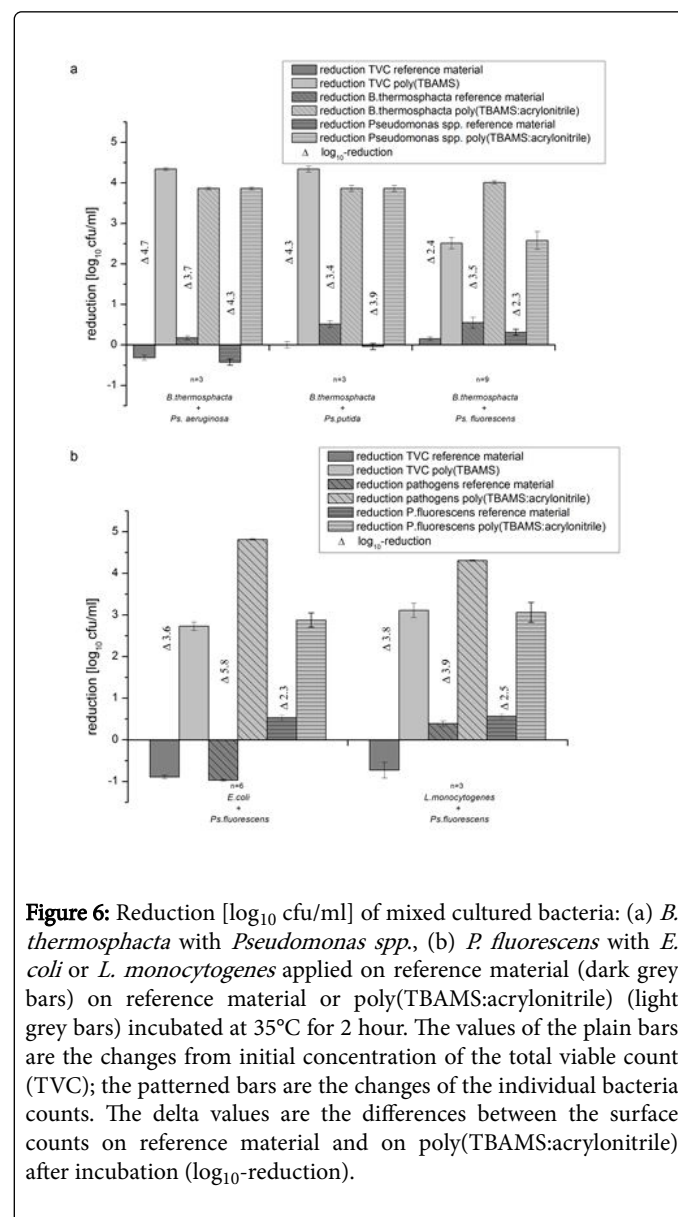 a
reduction TVC reference material
reduction TVC poly(TBAMS)
reduction B.thermosphacta reference material
reduction B.thermosphacta poly(TBAMS:acrylonitrile)
reduction Pseudomonas spp. reference material
reduction Pseudomonas spp. poly(TBAMS:acrylonitrile)
Δ log₁₀-reduction
reduction [log₁₀ cfu/ml]
5
4
3
2
1
0
-1
Δ 4.7
Δ 3.7
Δ 4.3
Δ 4.3
Δ 3.4
Δ 3.9
Δ 2.4
Δ 3.5
Δ 2.3
n=3
B.thermosphacta
+
Ps. aeruginosa
n=3
B.thermosphacta
+
Ps.putida
n=9
B.thermosphacta
+
Ps. fluorescens
b
reduction TVC reference material
reduction TVC poly(TBAMS)
reduction pathogens reference material
reduction pathogens poly(TBAMS:acrylonitrile)
reduction P.fluorescens reference material
reduction P.fluorescens poly(TBAMS:acrylonitrile)
Δ log₁₀-reduction
reduction [log₁₀ cfu/ml]
5
4
3
2
1
0
-1
Δ 3.6
Δ 5.8
Δ 2.3
Δ 3.8
Δ 3.9
Δ 2.5
n=6
E.coli
+
Ps.fluorescens
n=3
L.monocytogenes
+
Ps.fluorescens
Figure 6: Reduction [log₁₀ cfu/ml] of mixed cultured bacteria: (a) B.
thermosphacta with Pseudomonas spp., (b) P. fluorescens with E.
coli or L. monocytogenes applied on reference material (dark grey
bars) on reference material or poly(TBAMS:acrylonitrile) (light
grey bars) incubated at 35°C for 2 hour. The values of the plain bars
are the changes from initial concentration of the total viable count
(TVC); the patterned bars are the changes of the individual bacteria
counts. The delta values are the differences between the surface
counts on reference material and on poly(TBAMS:acrylonitrile)
after incubation (log₁₀-reduction).